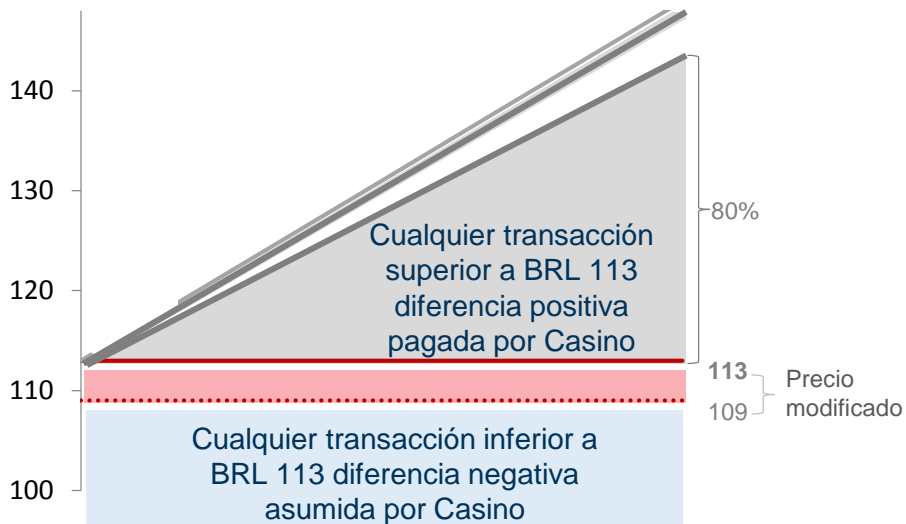 140
130
120
110
100
80%
Cualquier transacción
superior a BRL 113
diferencia positiva
pagada por Casino
113
109
Precio
modificado
Cualquier transacción inferior a
BRL 113 diferencia negativa
asumida por Casino